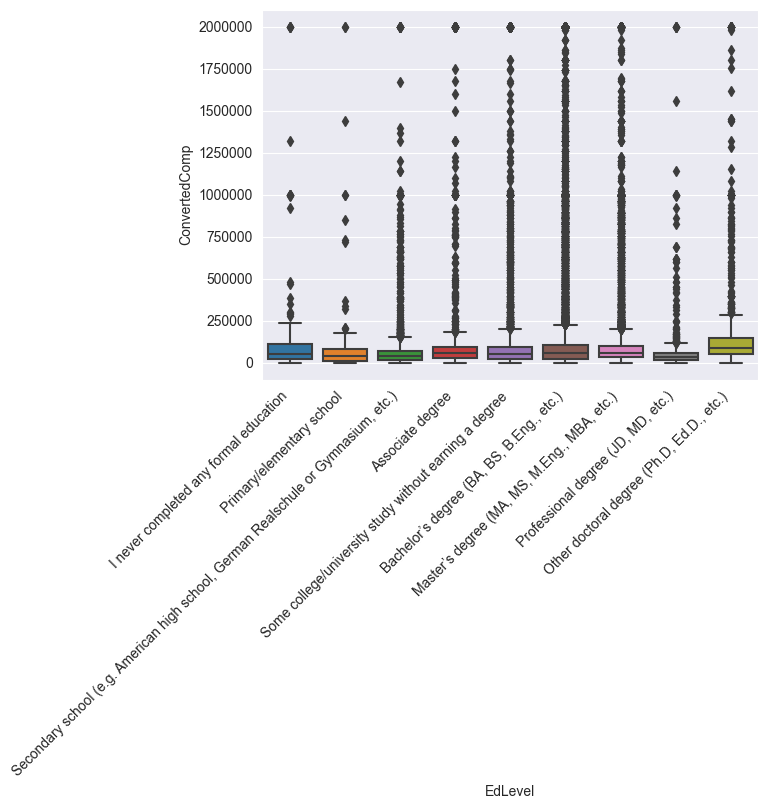 2000000
1750000
1500000
1250000
1000000
750000
500000
250000
0
ConvertedComp
I never completed any formal education
Primary/elementary school
Secondary school (e.g. American high school, German Realschule or Gymnasium, etc.)
Associate degree
Some college/university study without earning a degree
Bachelor’s degree (BA, BS, B.Eng., etc.)
Master’s degree (MA, MS, M.Eng., MBA, etc.)
Professional degree (JD, MD, etc.)
Other doctoral degree (Ph.D, Ed.D., etc.)
EdLevel